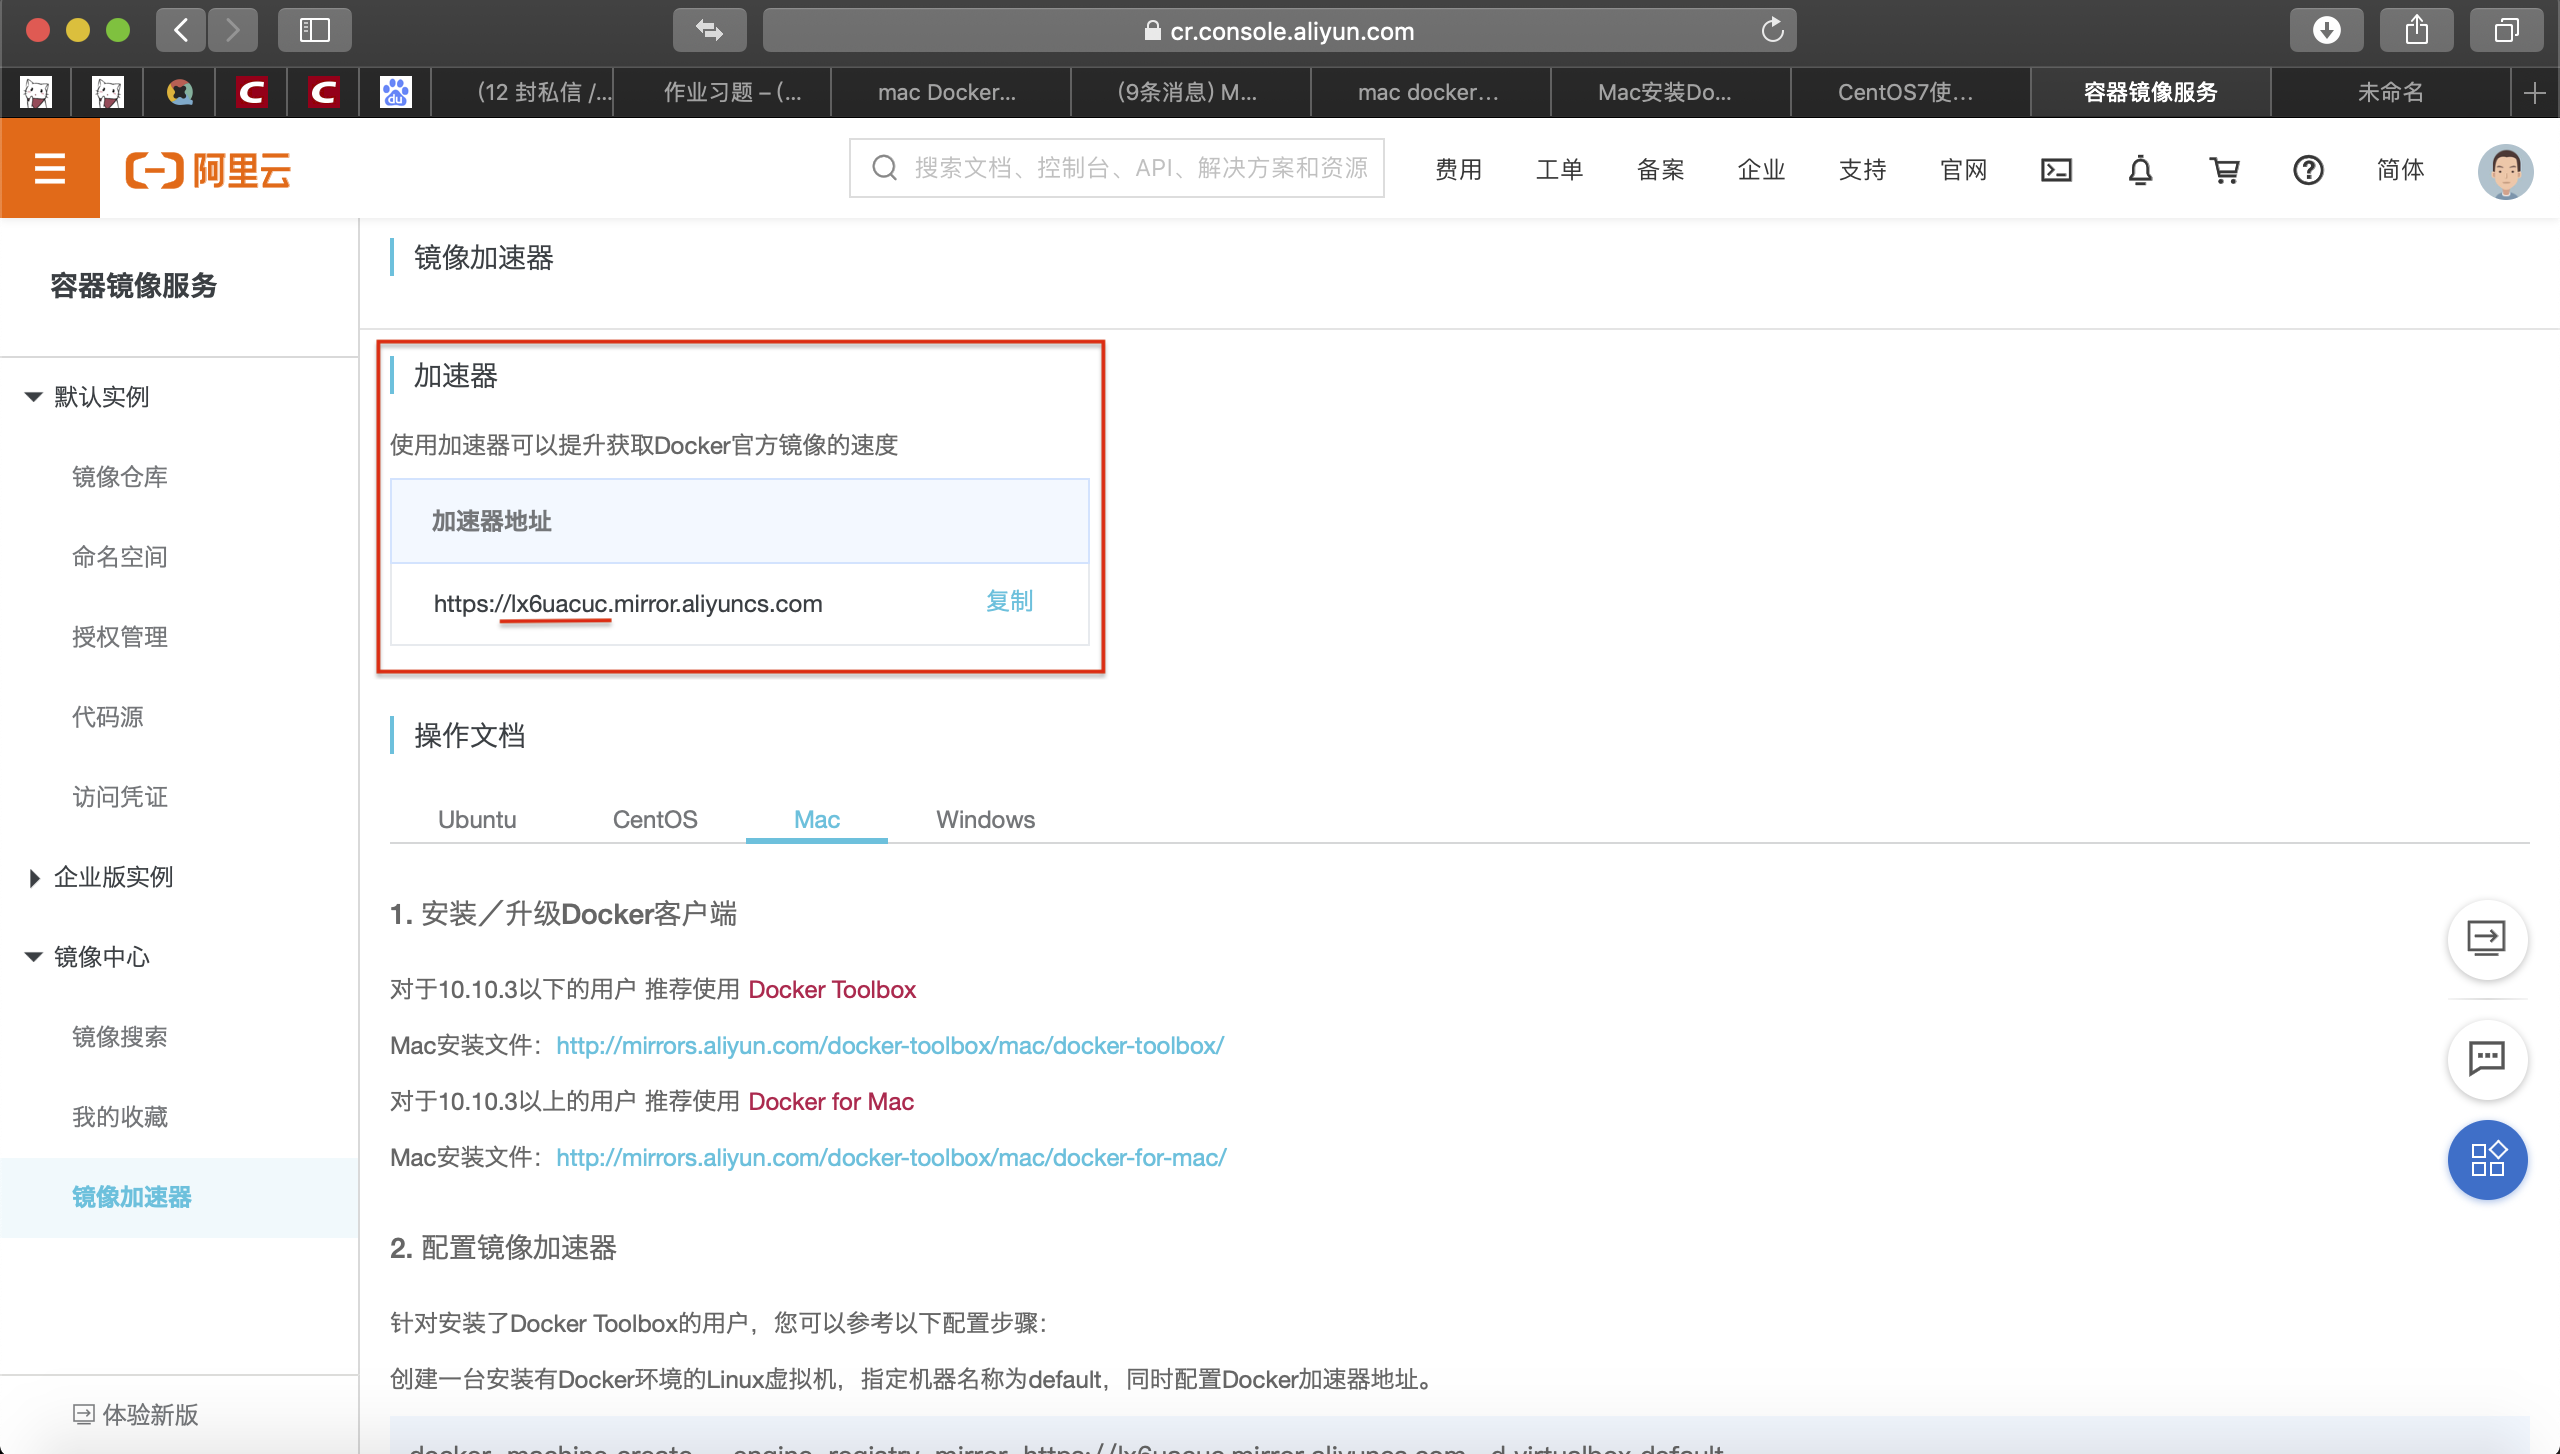 cr.console.aliyun.com
(12 封私信 /...
作业习题 – (...
mac Docker...
(9条消息) M...
mac docker...
Mac安装Do...
CentOS7使...
容器镜像服务
未命名
阿里云
搜索文档、控制台、API、解决方案和资源
费用
工单
备案
企业
支持
官网
简体
容器镜像服务
默认实例
镜像仓库
命名空间
授权管理
代码源
访问凭证
企业版实例
镜像中心
镜像搜索
我的收藏
镜像加速器
体验新版
镜像加速器
加速器
使用加速器可以提升获取Docker官方镜像的速度
加速器地址
https://lx6uacuc.mirror.aliyuncs.com 复制
操作文档
Ubuntu CentOS Mac Windows
1. 安装／升级Docker客户端
对于10.10.3以下的用户 推荐使用 Docker Toolbox
Mac安装文件：http://mirrors.aliyun.com/docker-toolbox/mac/docker-toolbox/
对于10.10.3以上的用户 推荐使用 Docker for Mac
Mac安装文件：http://mirrors.aliyun.com/docker-toolbox/mac/docker-for-mac/
2. 配置镜像加速器
针对安装了Docker Toolbox的用户，您可以参考以下配置步骤：
创建一台安装有Docker环境的Linux虚拟机，指定机器名称为default，同时配置Docker加速器地址。
docker-machine create --engine-registry-mirror=https://lx6uacuc.mirror.aliyuncs.com -d virtualbox default